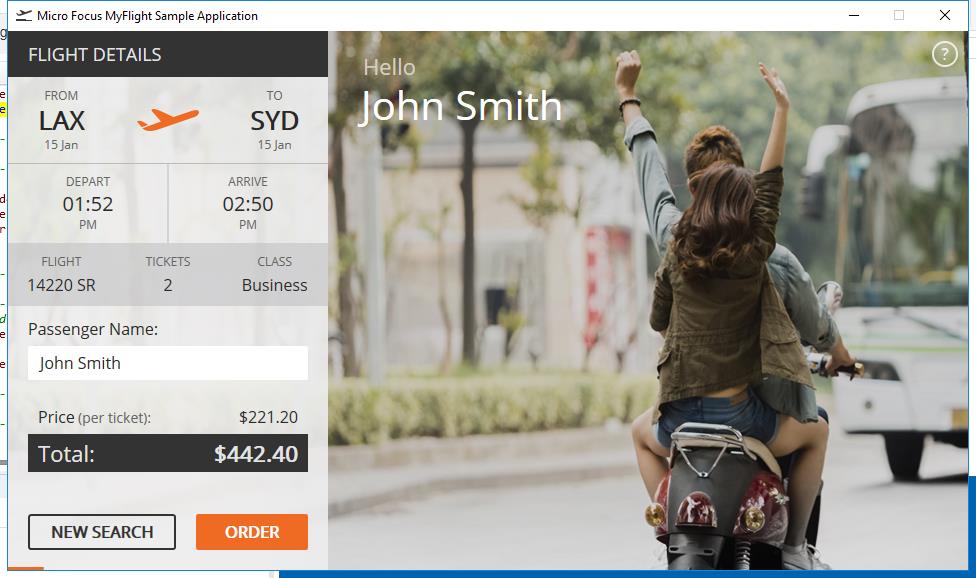 Micro Focus MyFlight Sample Application
FLIGHT DETAILS
FROM
TO
LAX
SYD
15 Jan
15 Jan
DEPART
ARRIVE
01:52
02:50
PM
PM
FLIGHT
TICKETS
CLASS
14220 SR
2
Business
Passenger Name:
John Smith
Price (per ticket):
$221.20
Total:
$442.40
NEW SEARCH
ORDER
Hello
John Smith
?